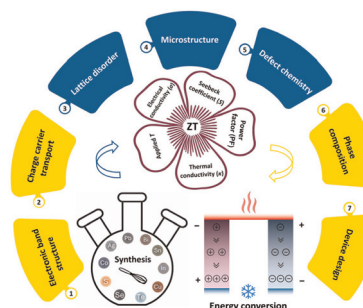 4
Microstructure
3
Lattice disorder
5
Defect chemistry
Electrical
conductivity (σ)
Seebeck
coefficient (S)
Power
factor (PF)
Thermal
conductivity (κ)
Applied T
ZT
2
Charge carrier
transport
6
Phase
composition
1
Electronic band
structure
7
Device
design
Synthesis
Se
Energy conversion